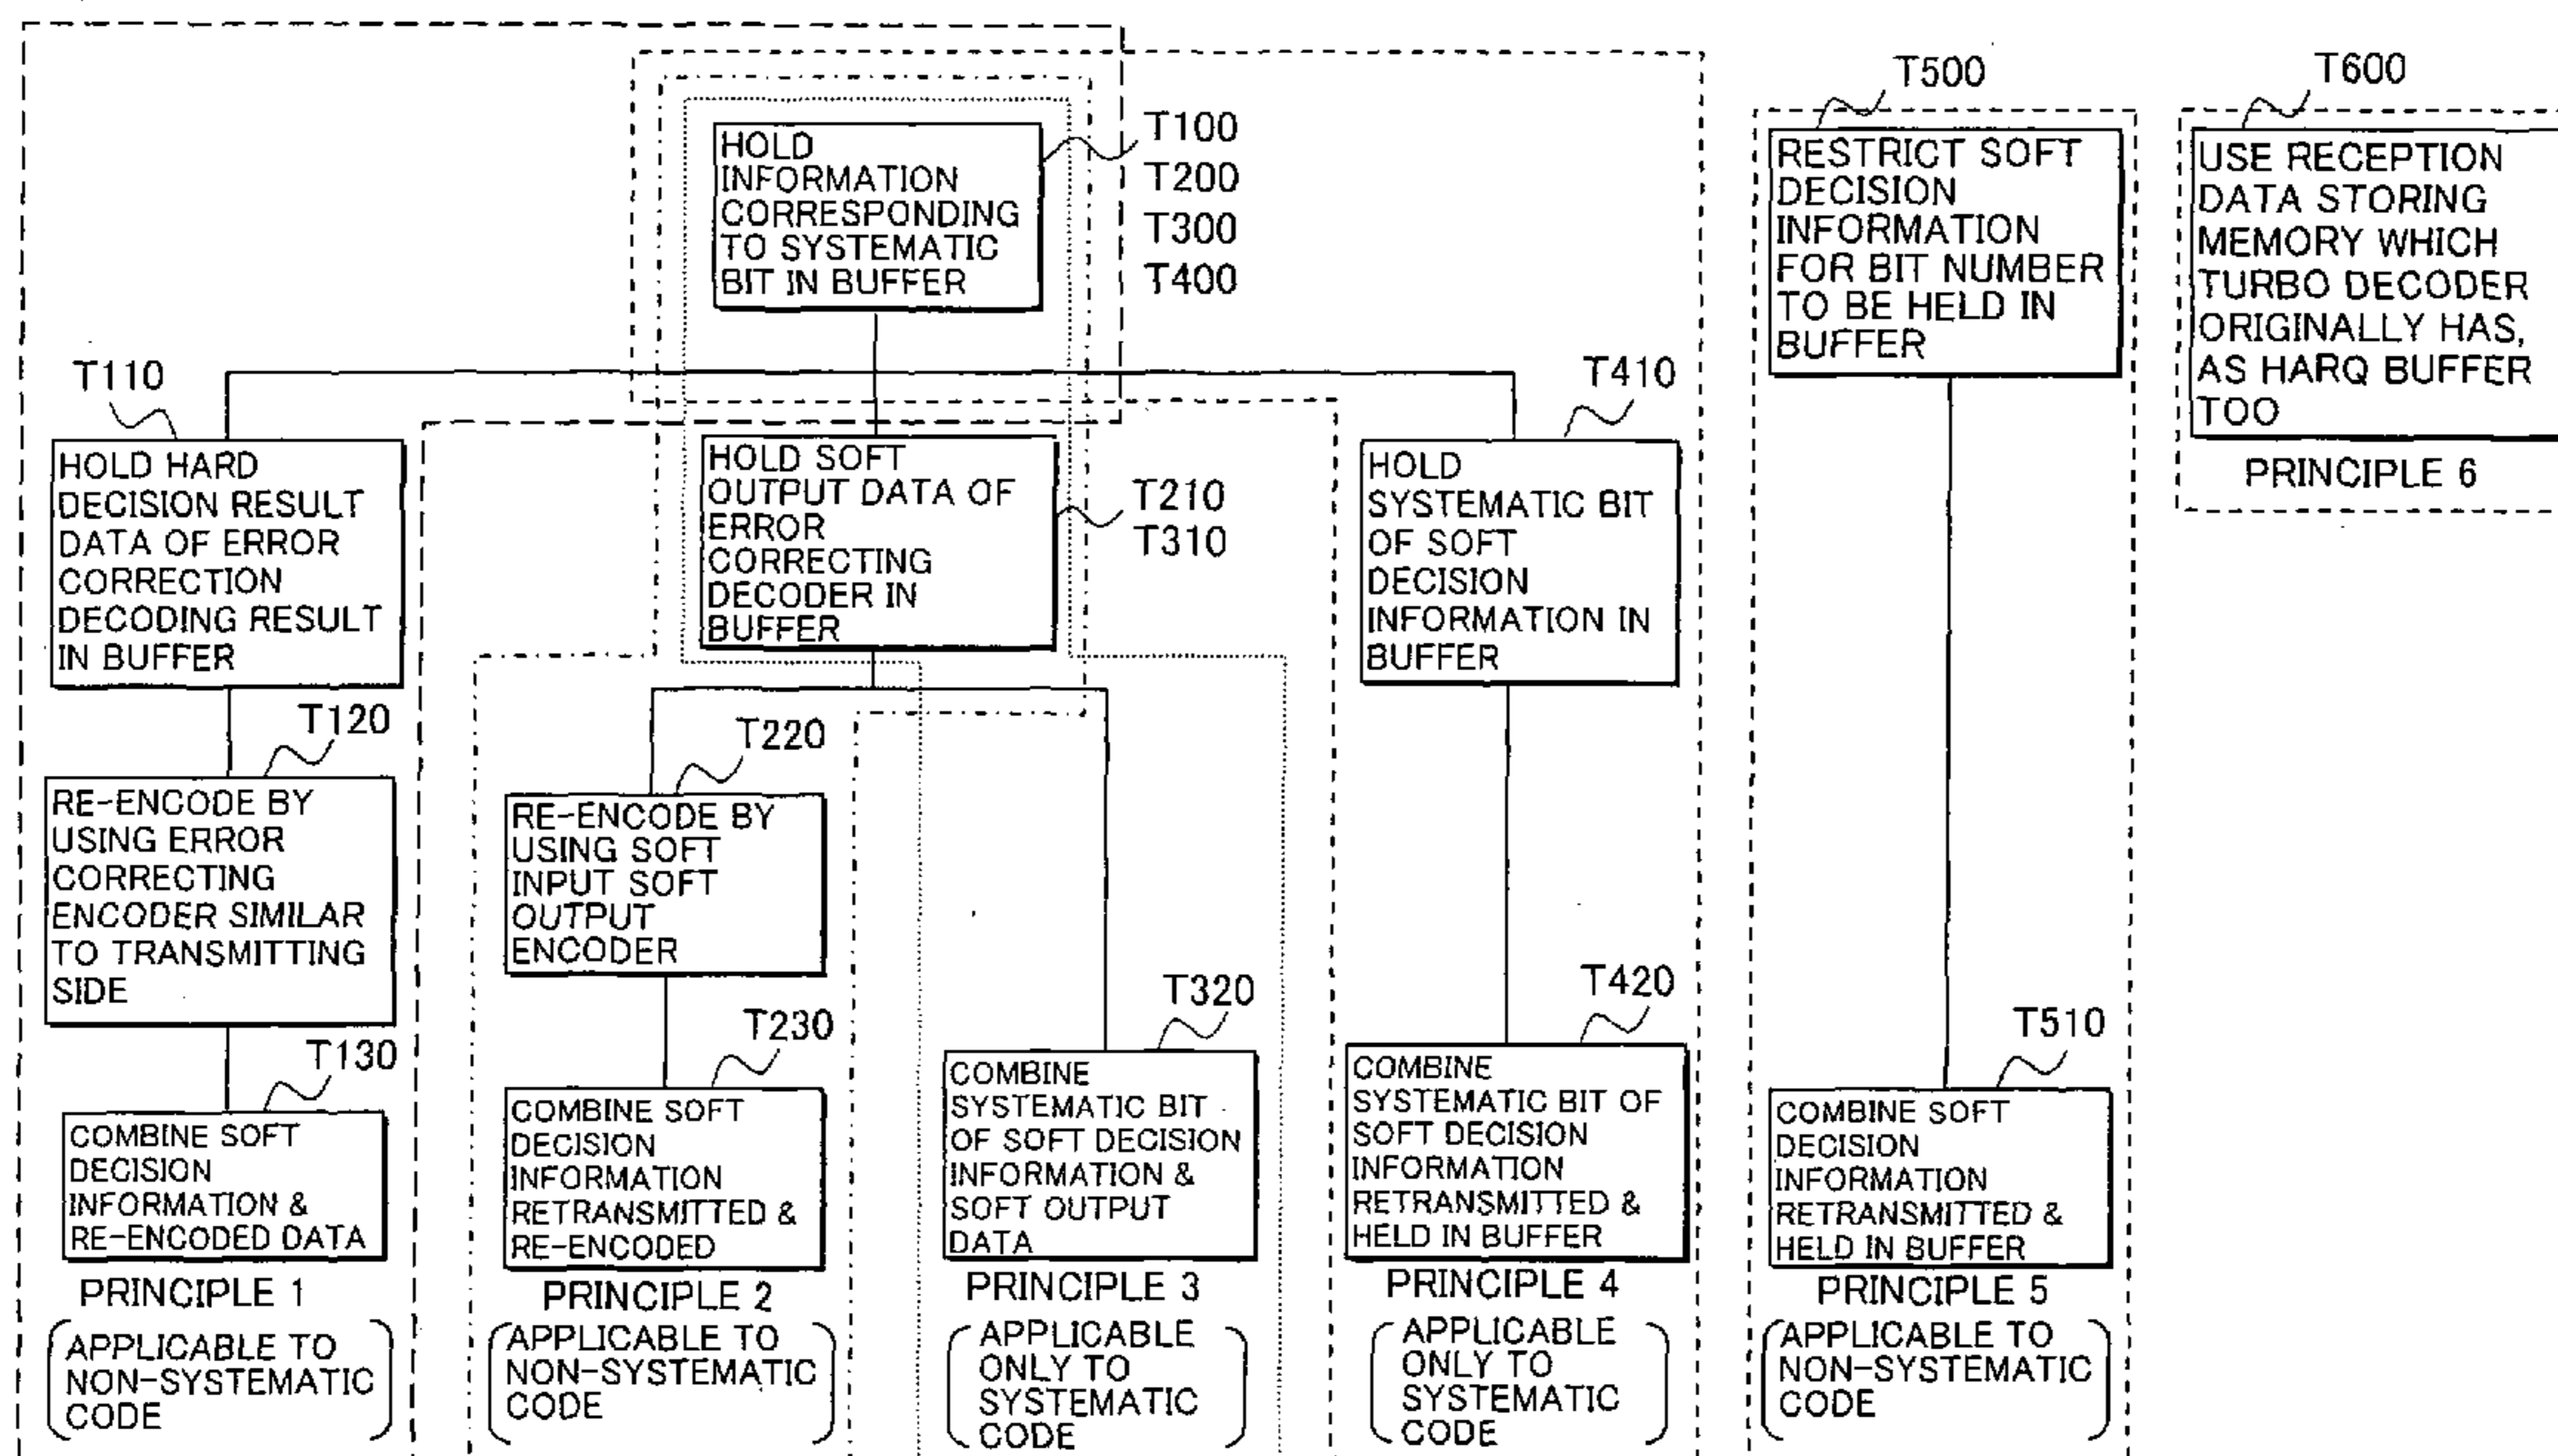 HOLD
INFORMATION
CORRESPONDING
TO SYSTEMATIC
BIT IN BUFFER
T100
T200
T300
T400
T110
HOLD HARD
DECISION RESULT
DATA OF ERROR
CORRECTION
DECODING RESULT
IN BUFFER
T120
RE-ENCODE BY
USING ERROR
CORRECTING
ENCODER SIMILAR
TO TRANSMITTING
SIDE
T130
COMBINE SOFT
DECISION
INFORMATION &
RE-ENCODED DATA
PRINCIPLE 1
APPLICABLE TO
NON-SYSTEMATIC
CODE
HOLD SOFT
OUTPUT DATA OF
ERROR
CORRECTING
DECODER IN
BUFFER
T210
T310
T220
RE-ENCODE BY
USING SOFT
INPUT SOFT
OUTPUT
ENCODER
T230
COMBINE SOFT
DECISION
INFORMATION
RETRANSMITTED &
RE-ENCODED
PRINCIPLE 2
APPLICABLE TO
NON-SYSTEMATIC
CODE
T320
COMBINE
SYSTEMATIC BIT
OF SOFT DECISION
INFORMATION &
SOFT OUTPUT
DATA
PRINCIPLE 3
APPLICABLE
ONLY TO
SYSTEMATIC
CODE
T410
HOLD
SYSTEMATIC BIT
OF SOFT
DECISION
INFORMATION IN
BUFFER
T420
COMBINE
SYSTEMATIC BIT OF
SOFT DECISION
INFORMATION
RETRANSMITTED &
HELD IN BUFFER
PRINCIPLE 4
APPLICABLE
ONLY TO
SYSTEMATIC
CODE
T500
RESTRICT SOFT
DECISION
INFORMATION
FOR BIT NUMBER
TO BE HELD IN
BUFFER
T510
COMBINE SOFT
DECISION
INFORMATION
RETRANSMITTED &
HELD IN BUFFER
PRINCIPLE 5
APPLICABLE TO
NON-SYSTEMATIC
CODE
T600
USE RECEPTION
DATA STORING
MEMORY WHICH
TURBO DECODER
ORIGINALLY HAS,
AS HARQ BUFFER
TOO
PRINCIPLE 6